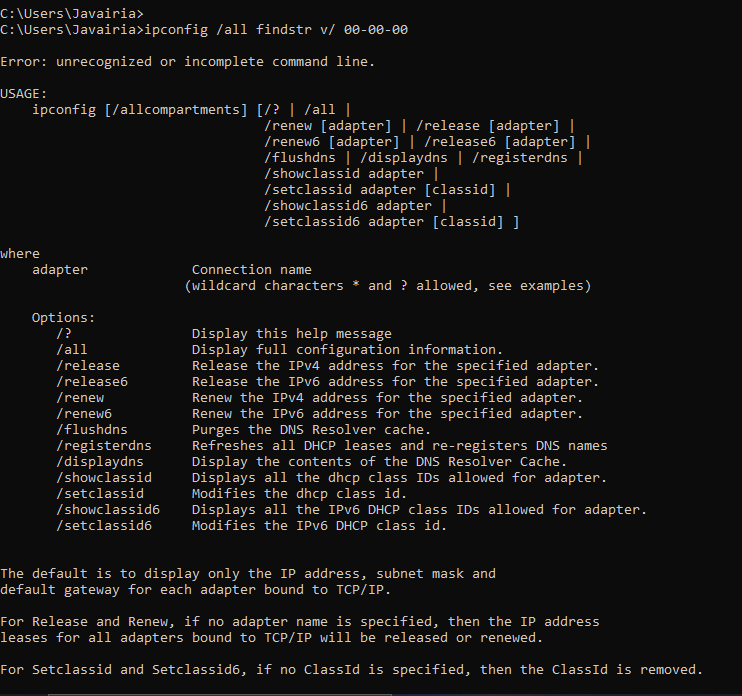 C:\Users\Javairia>
C:\Users\Javairia>ipconfig /all findstr v/ 00-00-00
Error: unrecognized or incomplete command line.
USAGE:
    ipconfig [/allcompartments] [/? | /all |
                                 /renew [adapter] | /release [adapter] |
                                 /renew6 [adapter] | /release6 [adapter] |
                                 /flushdns | /displaydns | /registerdns |
                                 /showclassid adapter |
                                 /setclassid adapter [classid] |
                                 /showclassid6 adapter |
                                 /setclassid6 adapter [classid] ]
where
    adapter             Connection name
                       (wildcard characters * and ? allowed, see examples)
    Options:
       /?               Display this help message
       /all             Display full configuration information.
       /release         Release the IPv4 address for the specified adapter.
       /release6        Release the IPv6 address for the specified adapter.
       /renew           Renew the IPv4 address for the specified adapter.
       /renew6          Renew the IPv6 address for the specified adapter.
       /flushdns        Purges the DNS Resolver cache.
       /registerdns     Refreshes all DHCP leases and re-registers DNS names
       /displaydns      Display the contents of the DNS Resolver Cache.
       /showclassid     Displays all the dhcp class IDs allowed for adapter.
       /setclassid      Modifies the dhcp class id.
       /showclassid6    Displays all the IPv6 DHCP class IDs allowed for adapter.
       /setclassid6     Modifies the IPv6 DHCP class id.
The default is to display only the IP address, subnet mask and
default gateway for each adapter bound to TCP/IP.
For Release and Renew, if no adapter name is specified, then the IP address
leases for all adapters bound to TCP/IP will be released or renewed.
For Setclassid and Setclassid6, if no ClassId is specified, then the ClassId is removed.